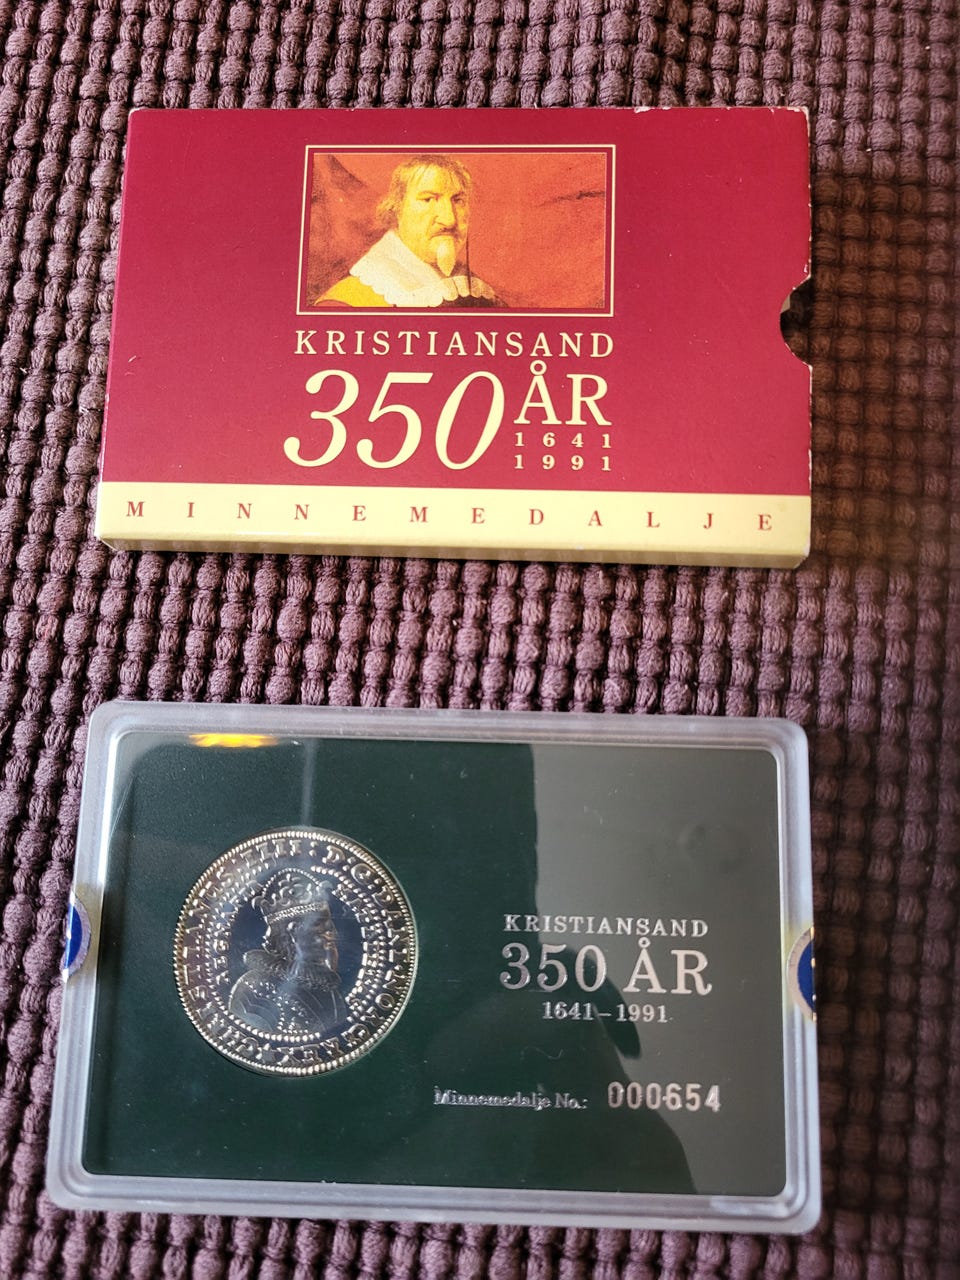 KRISTIANSAND
350 ÅR
1641
1991
MINNEMEDALJE
KRISTIANSAND
350 ÅR
1641–1991
Minnemedalje No.: 000654